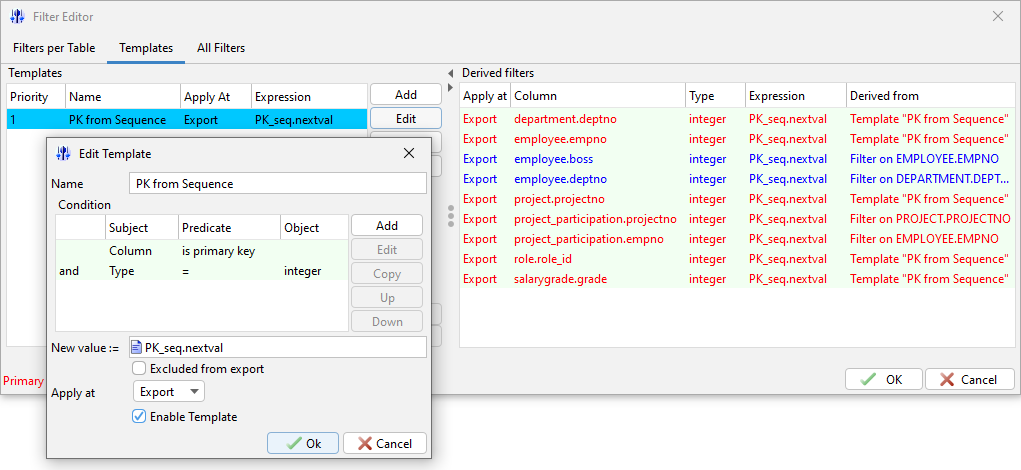 Filter Editor
Filters per Table Templates All Filters
Templates
Priority Name Apply At Expression
1 PK from Sequence Export PK_seq.nextval
Add
Edit
Derived filters
Apply at Column Type Expression Derived from
Export department.deptno integer PK_seq.nextval Template "PK from Sequence"
Export employee.empno integer PK_seq.nextval Template "PK from Sequence"
Export employee.boss integer PK_seq.nextval Filter on EMPLOYEE.EMPNO
Export employee.deptno integer PK_seq.nextval Filter on DEPARTMENT.DEPT...
Export project.projectno integer PK_seq.nextval Template "PK from Sequence"
Export project_participation.projectno integer PK_seq.nextval Filter on PROJECT.PROJECTNO
Export project_participation.empno integer PK_seq.nextval Filter on EMPLOYEE.EMPNO
Export role.role_id integer PK_seq.nextval Template "PK from Sequence"
Export salarygrade.grade integer PK_seq.nextval Template "PK from Sequence"
Edit Template
Name PK from Sequence
Condition
Subject Predicate Object
Column is primary key
and Type = integer
Add
Edit
Copy
Up
Down
New value := PK_seq.nextval
Excluded from export
Apply at Export
Enable Template
Ok Cancel
Primary
OK Cancel